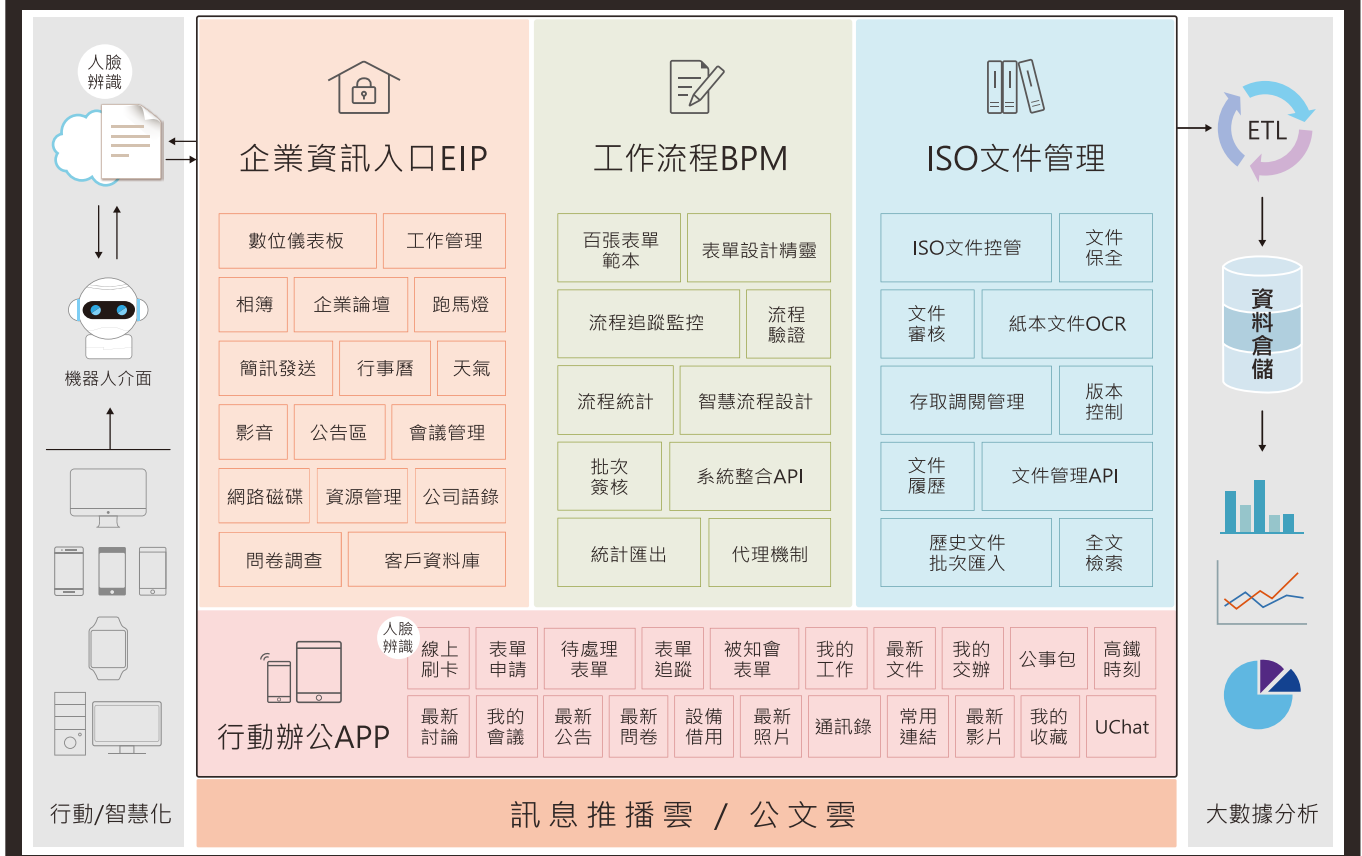 人臉
辨識
機器人介面
行動/智慧化
企業資訊入口EIP
數位儀表板
工作管理
相簿
企業論壇
跑馬燈
簡訊發送
行事曆
天氣
影音
公告區
會議管理
網路磁碟
資源管理
公司語錄
問卷調查
客戶資料庫
工作流程BPM
百張表單
範本
表單設計精靈
流程追蹤監控
流程
驗證
流程統計
智慧流程設計
批次
簽核
系統整合API
統計匯出
代理機制
ISO文件管理
ISO文件控管
文件
保全
文件
審核
紙本文件OCR
存取調閱管理
版本
控制
文件
履歷
文件管理API
歷史文件
批次匯入
全文
檢索
行動辦公APP
人臉
辨識
線上
刷卡
表單
申請
待處理
表單
表單
追蹤
被知會
表單
我的
工作
最新
文件
我的
交辦
公事包
高鐵
時刻
最新
討論
我的
會議
最新
公告
最新
問卷
設備
借用
最新
照片
通訊錄
常用
連結
最新
影片
我的
收藏
UChat
訊息推播雲 / 公文雲
ETL
資料倉儲
大數據分析